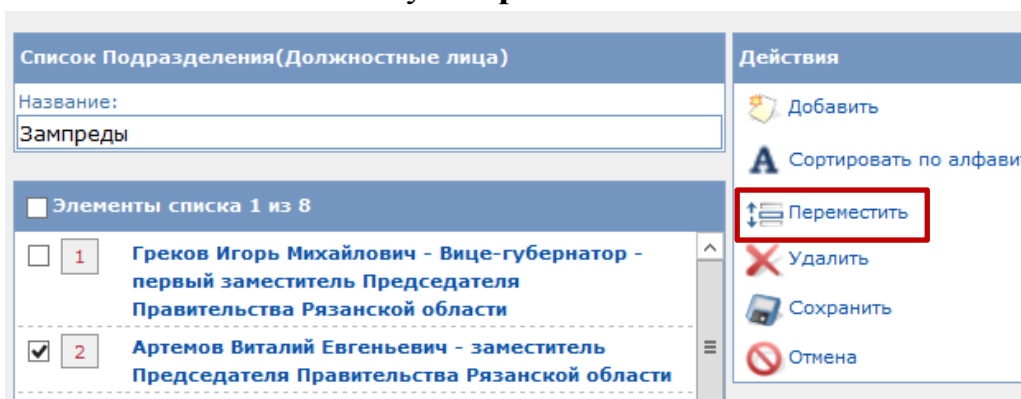 Список Подразделения(Должностные лица)
Название:
Зампреды
Элементы списка 1 из 8
1 Греков Игорь Михайлович - Вице-губернатор -
первый заместитель Председателя
Правительства Рязанской области
2 Артемов Виталий Евгеньевич - заместитель
Председателя Правительства Рязанской области
Действия
Добавить
Сортировать по алфави
Переместить
Удалить
Сохранить
Отмена